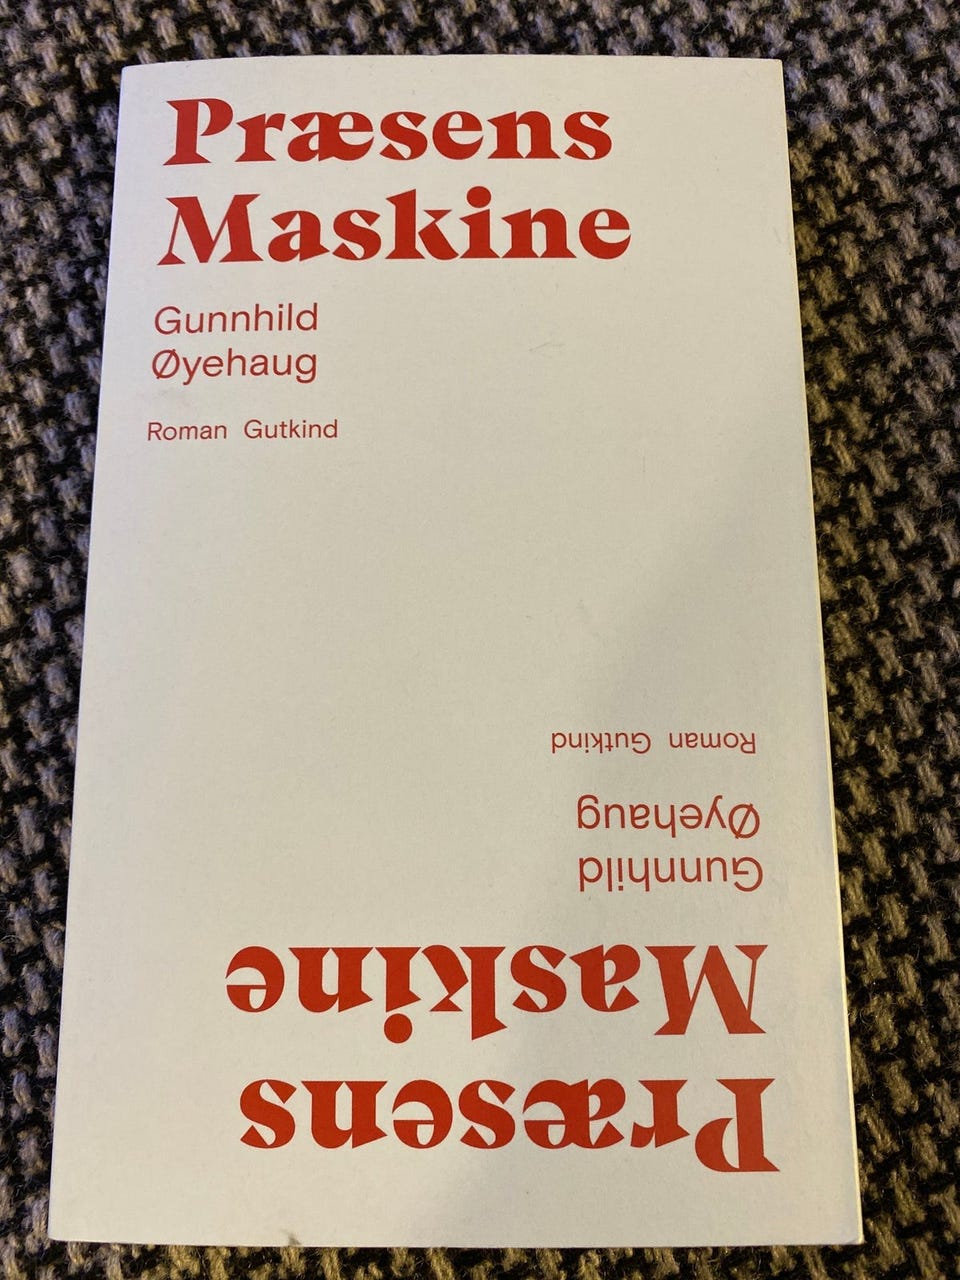 Præsens
Maskine
Gunnhild
Øyehaug
Roman Gutkind
Roman Gutkind
Øyehaug
Gunnhild
Maskine
Præsens